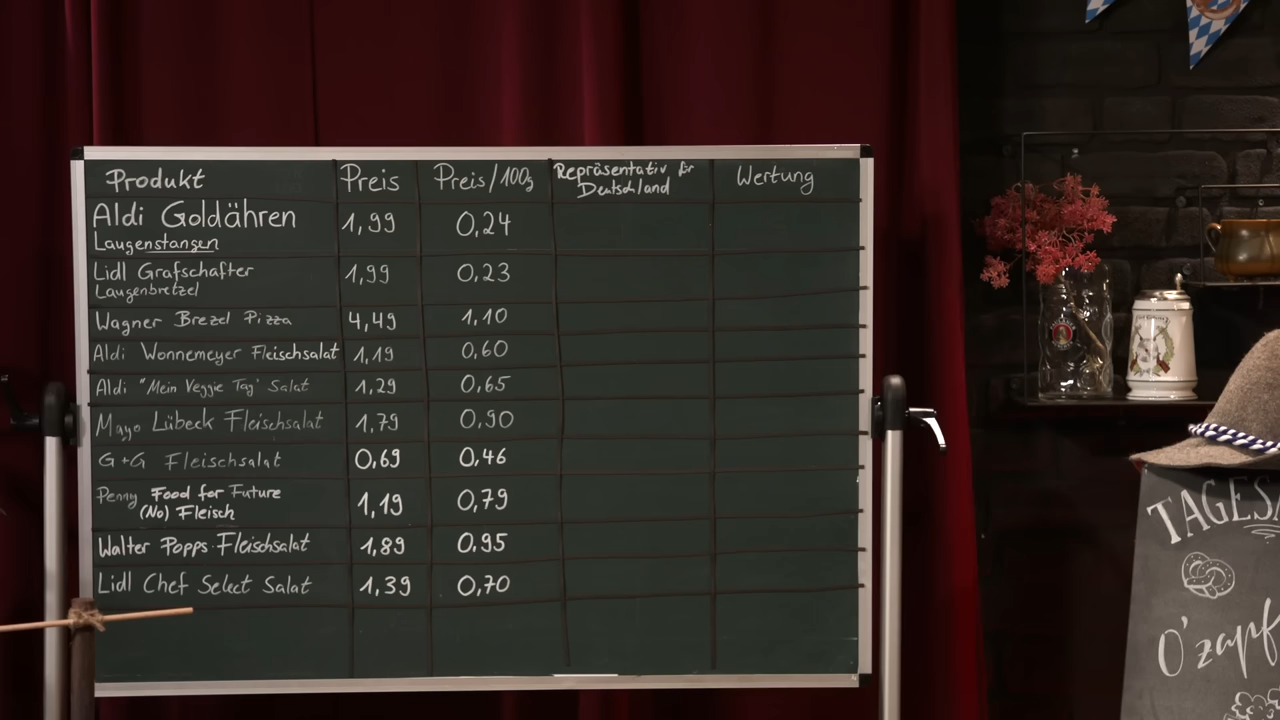 Produkt Preis Preis/100g Repräsentativ für Deutschland Wertung
Aldi Goldähren 1,99 0,24
Laugenstangen
Lidl Grafschafter 1,99 0,23
Laugenbretzel
Wagner Brezel Pizza 4,49 1,10
Aldi Wonnemeyer Fleischsalat 1,19 0,60
Aldi "Mein Veggie Tag" Salat 1,29 0,65
Mayo Lübeck Fleischsalat 1,79 0,90
G+G Fleischsalat 0,69 0,46
Penny Food for Future 1,19 0,79
(No) Fleisch
Walter Popps Fleischsalat 1,89 0,95
Lidl Chef Select Salat 1,39 0,70
TAGES
O'zapf